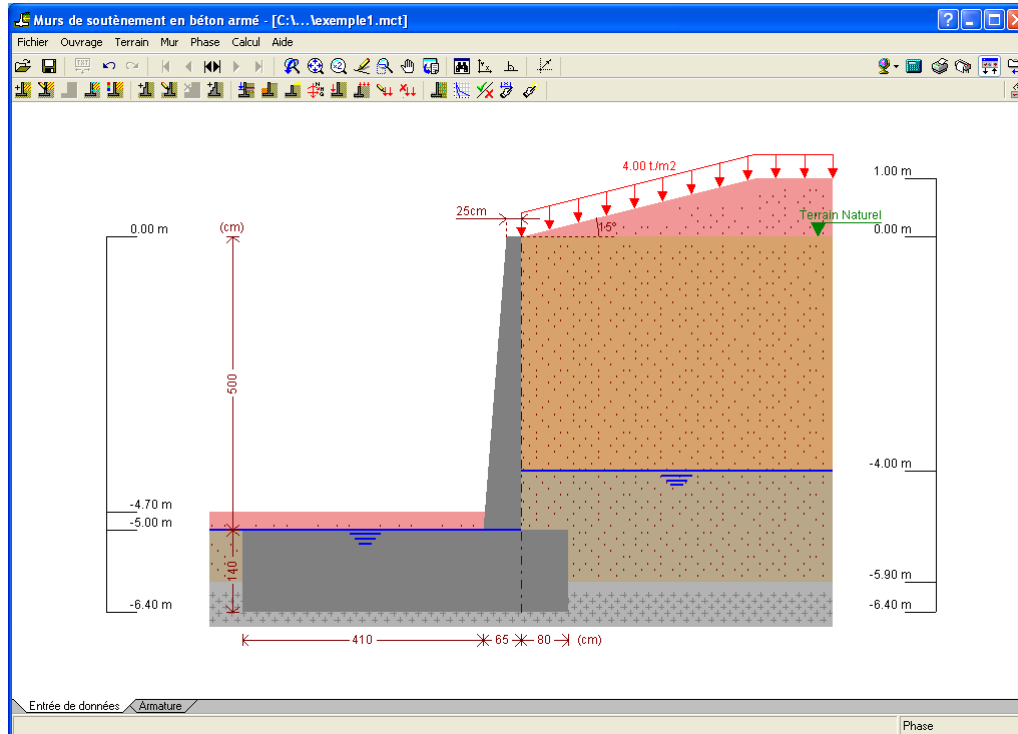 Murs de soutènement en béton armé - [C:\...\exemple1.mct]
Fichier Ouvrage Terrain Mur Phase Calcul Aide
4.00 t/m2
1.00 m
25cm
Terrain Naturel
0.00 m
(cm)
15°
0.00 m
500
-4.00 m
-4.70 m
-5.00 m
140
-5.90 m
-6.40 m
-6.40 m
410
65
80
(cm)
Entrée de données
Armature
Phase